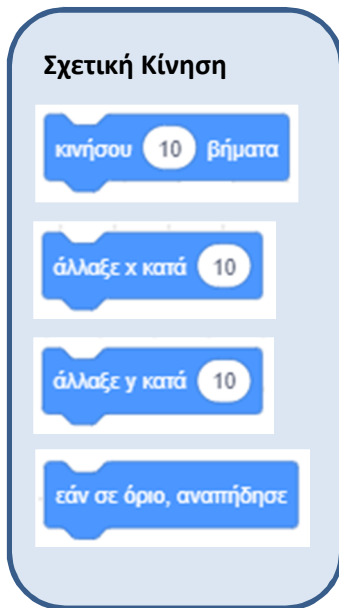 Σχετική Κίνηση
κινήσου 10 βήματα
άλλαξε x κατά 10
άλλαξε y κατά 10
εάν σε όριο, αναπήδησε